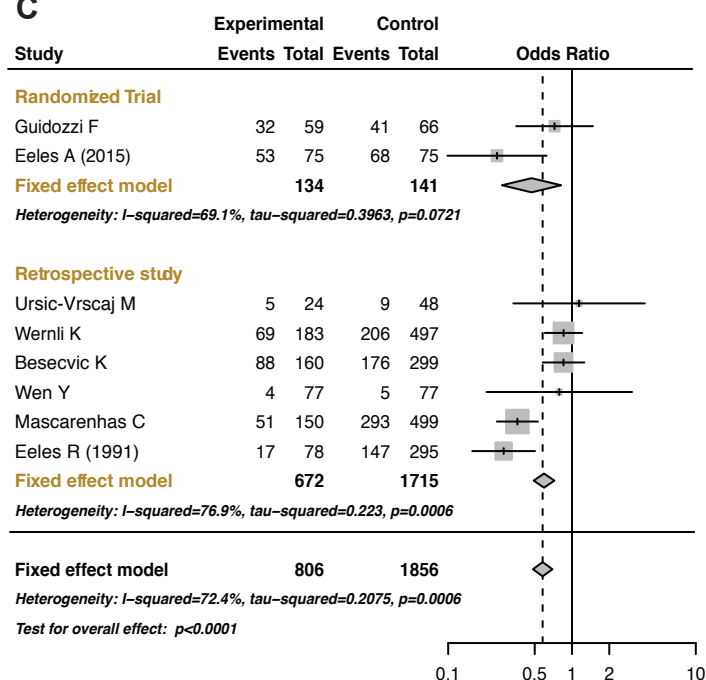 C
Experimental Control
Study Events Total Events Total Odds Ratio
Randomized Trial
Guidozzi F 32 59 41 66
Eeles A (2015) 53 75 68 75
Fixed effect model 134 141
Heterogeneity: I−squared=69.1%, tau−squared=0.3963, p=0.0721
Retrospective study
Ursic-Vrscaj M 5 24 9 48
Wernli K 69 183 206 497
Besecvic K 88 160 176 299
Wen Y 4 77 5 77
Mascarenhas C 51 150 293 499
Eeles R (1991) 17 78 147 295
Fixed effect model 672 1715
Heterogeneity: I−squared=76.9%, tau−squared=0.223, p=0.0006
Fixed effect model 806 1856
Heterogeneity: I−squared=72.4%, tau−squared=0.2075, p=0.0006
Test for overall effect: p<0.0001
0.1 0.5 1 2 10